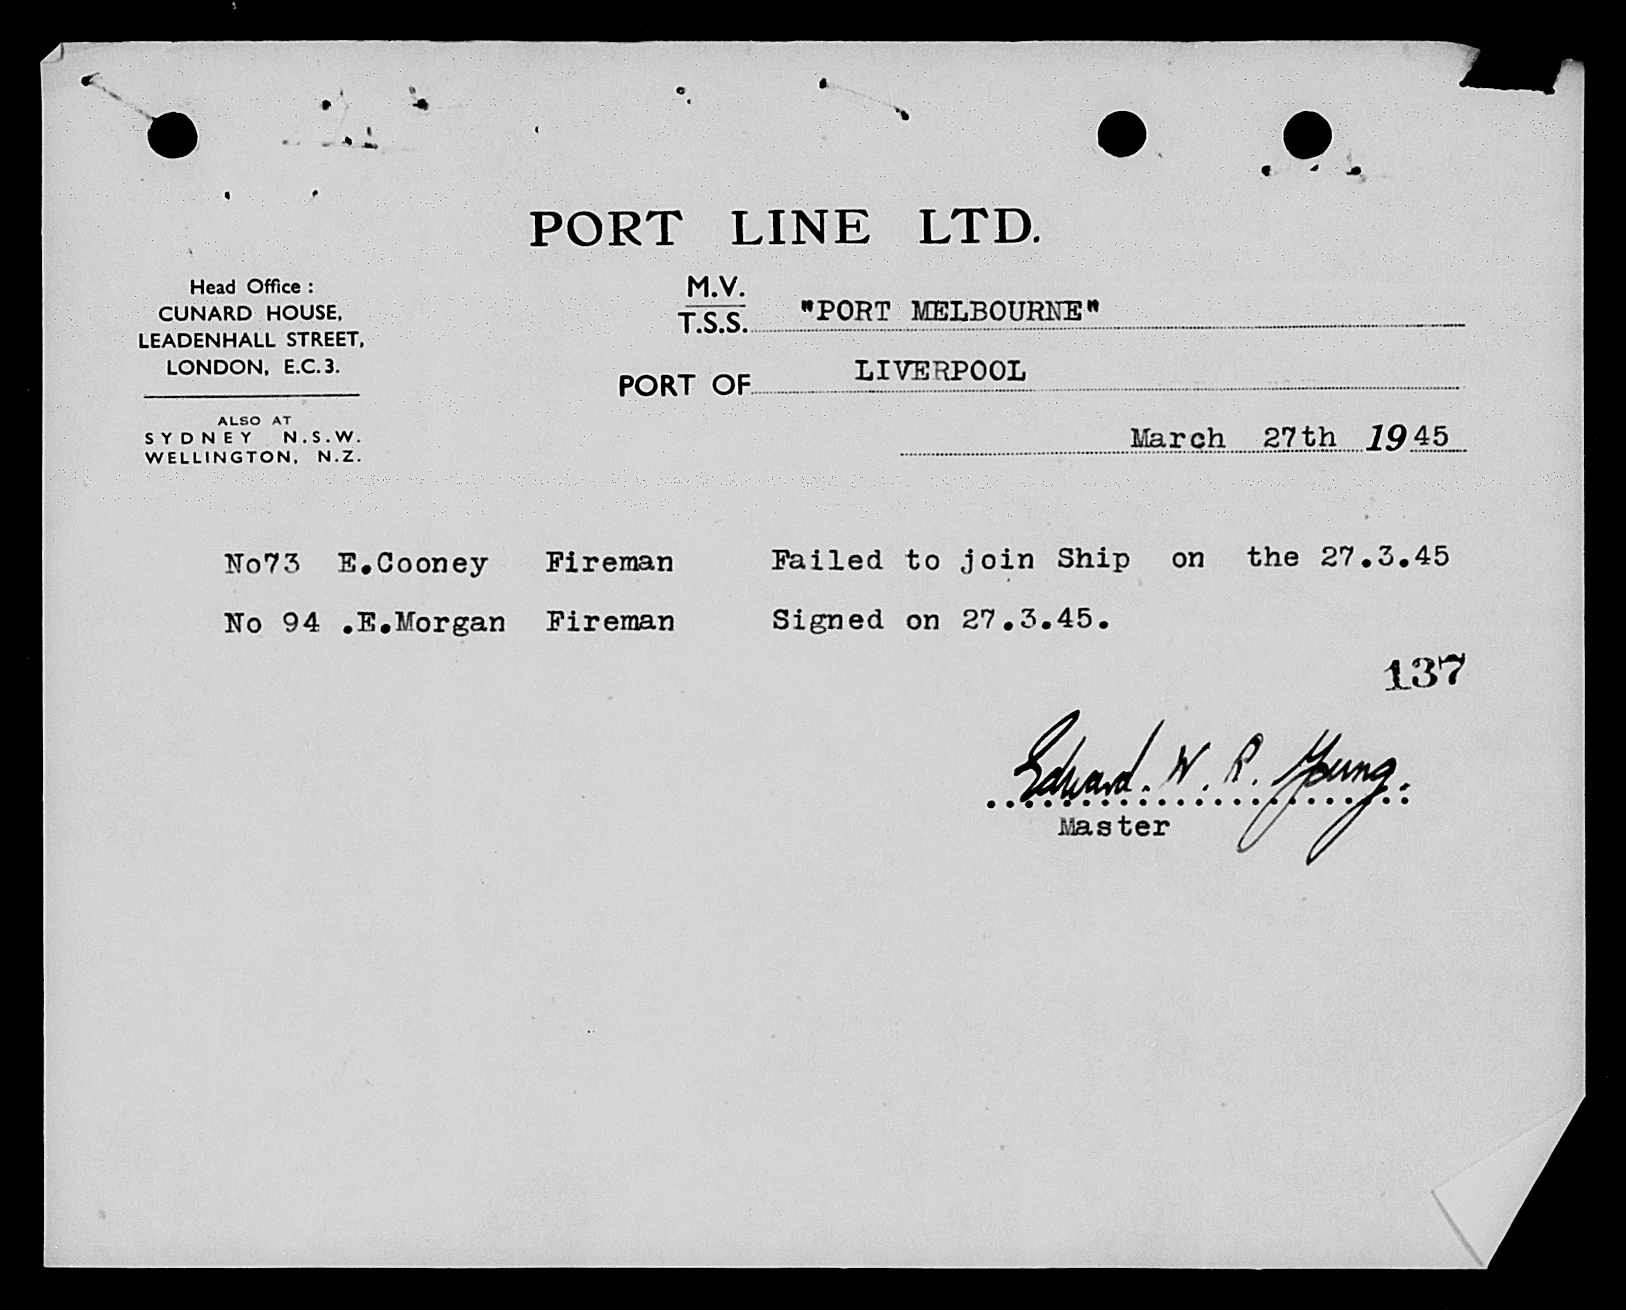 PORT LINE LTD.
Head Office :
CUNARD HOUSE,
LEADENHALL STREET,
LONDON, E.C.3.
ALSO AT
SYDNEY N.S.W.
WELLINGTON, N.Z.
M.V.
T.S.S. "PORT MELBOURNE"
PORT OF LIVERPOOL
March 27th 1945
No73 E.Cooney Fireman Failed to join Ship on the 27.3.45
No 94 .E.Morgan Fireman Signed on 27.3.45.
137
Edward. W. R. Young.
Master